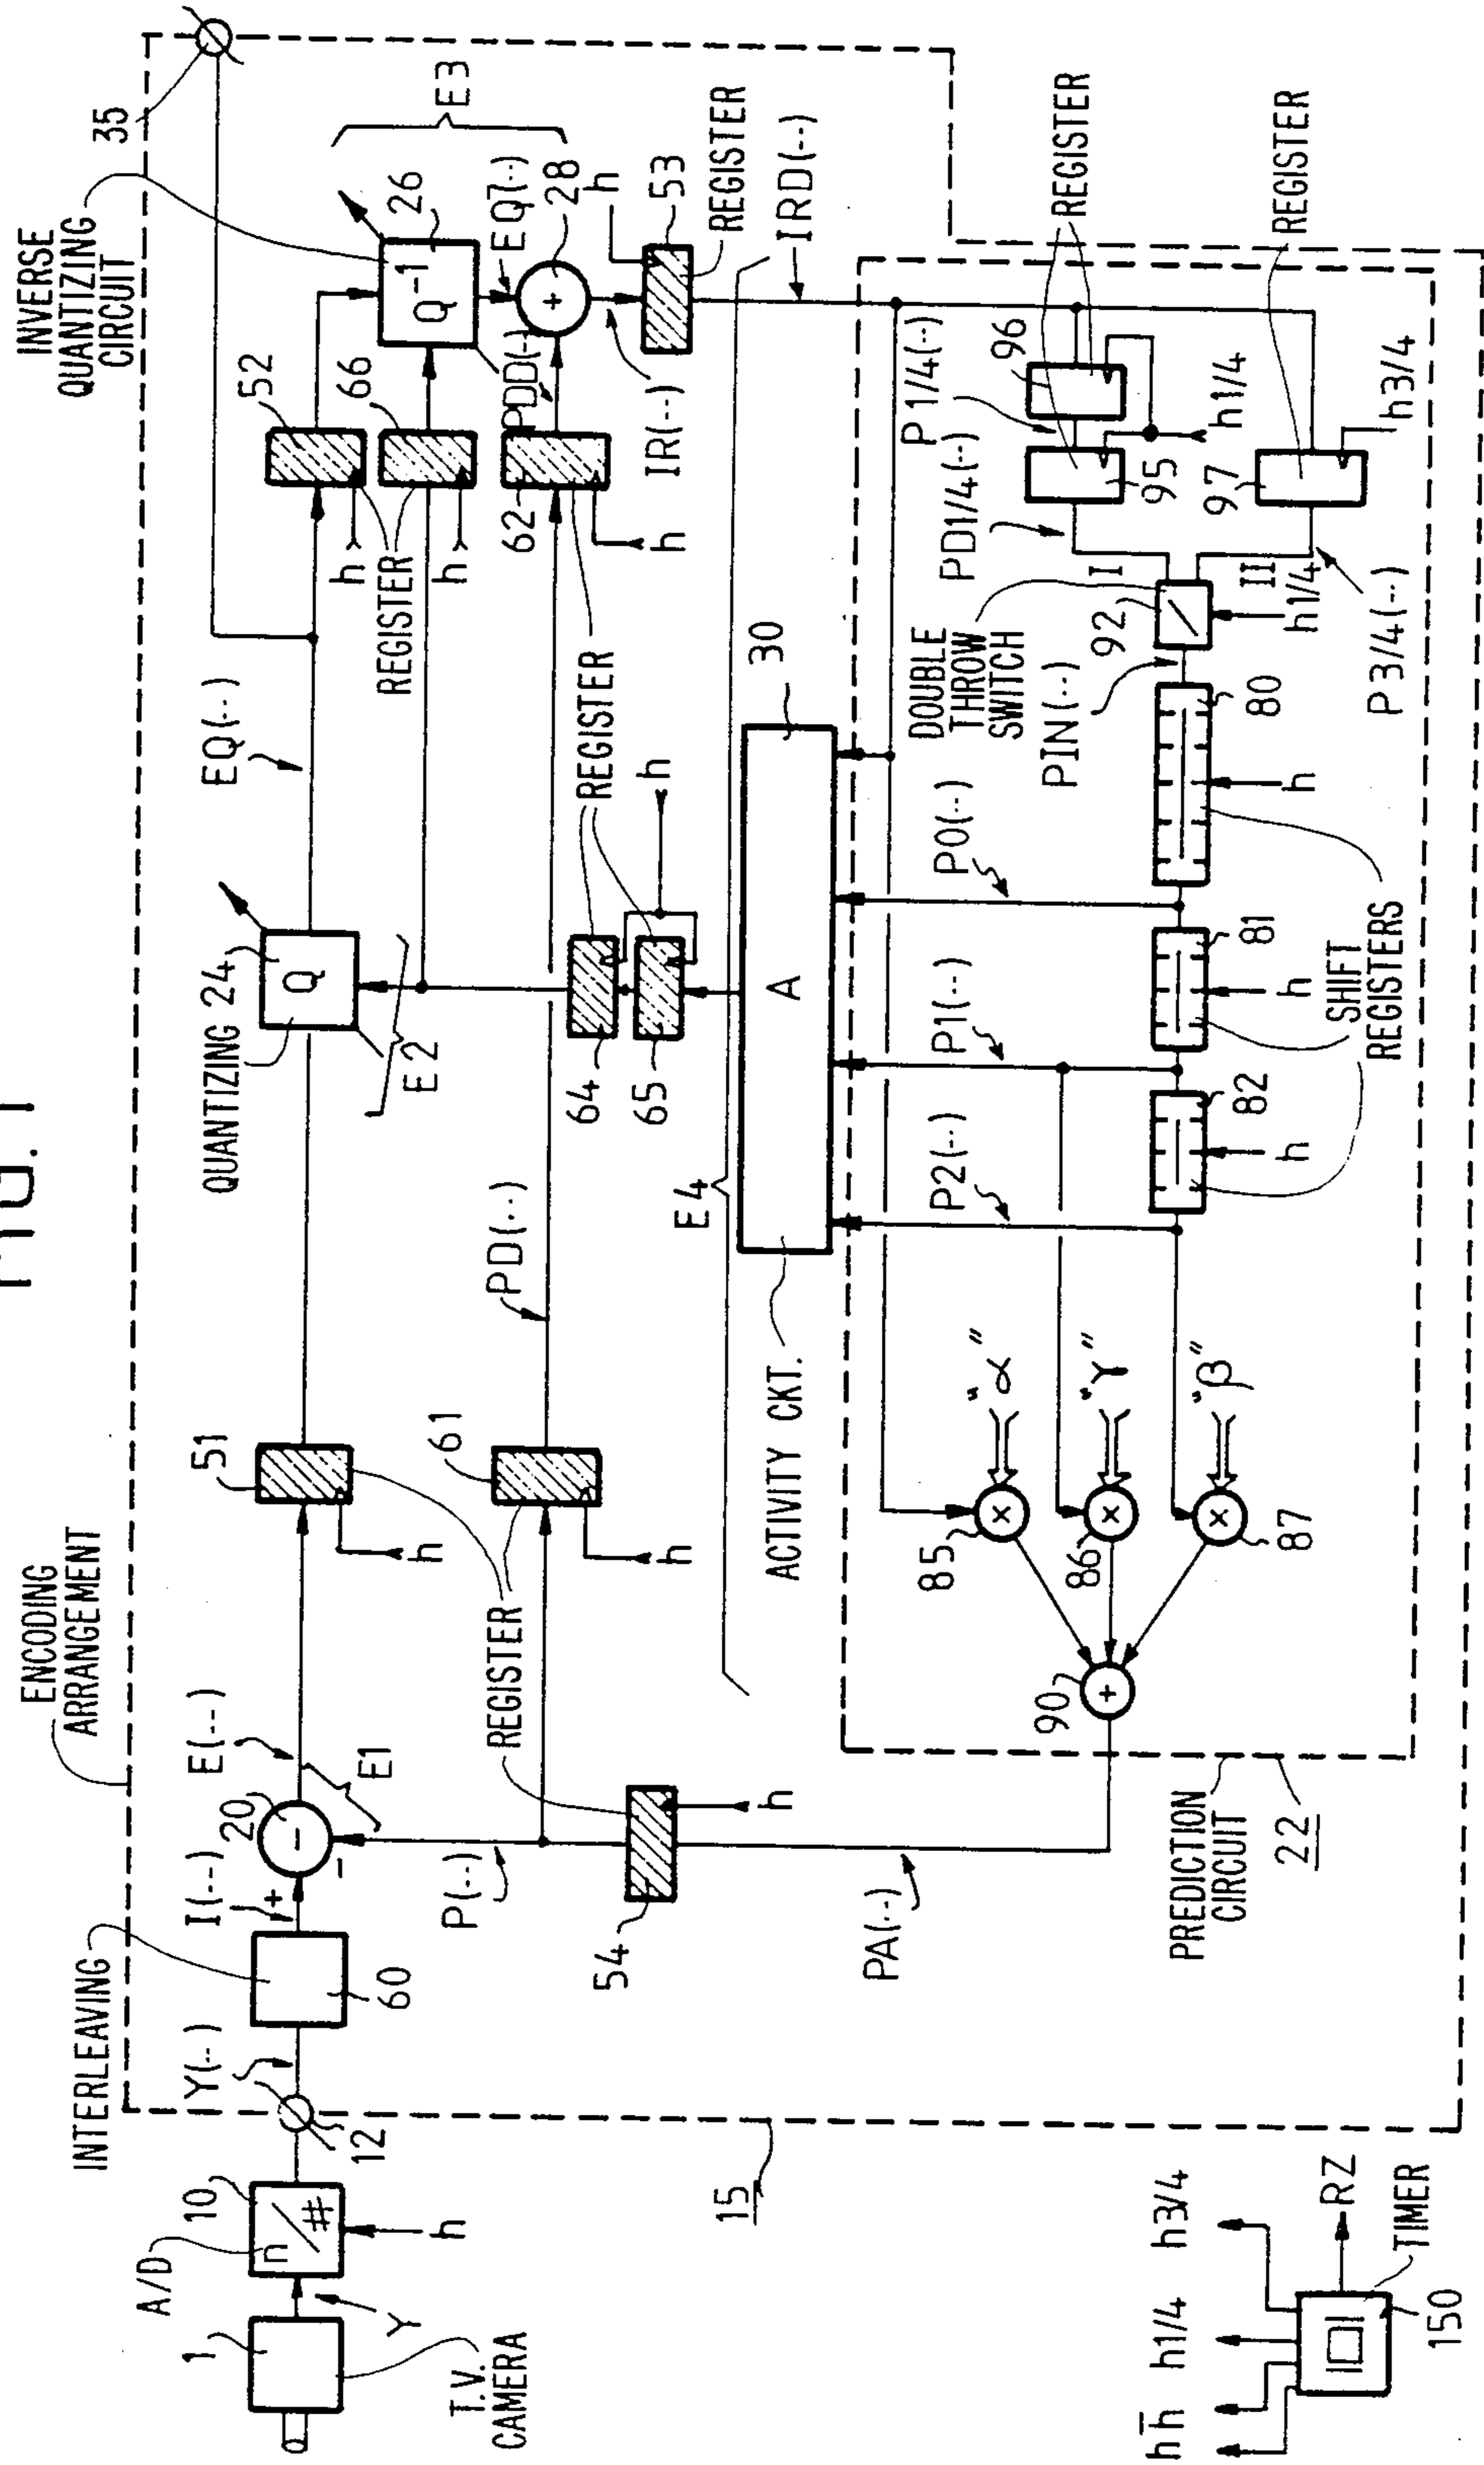 FIG. 1
ENCODING
ARRANGEMENT
INVERSE
QUANTIZING
CIRCUIT
35
INTERLEAVING
A/D
10
1
T.V.
CAMERA
Y
n
#
h
12
Y(--)
60
I(---)
+
20
-
-
E(---)
E1
51
h
QUANTIZING 24
Q
E2
EQ(--)
52
h
66
h
REGISTER
Q-1
26
E3
EQ7(--)
PDD(--)
28
+
h
53
REGISTER
IR(--)
IRD(--)
62
h
P(--)
54
h
REGISTER
61
h
PD(--)
64
65
h
REGISTER
E4
30
A
ACTIVITY CKT.
PA(--)
PREDICTION
CIRCUIT
22
90
+
85
×
"α"
86
×
"γ"
87
×
"β"
P2(--)
P1(--)
P0(--)
82
h
81
h
80
h
SHIFT
REGISTERS
PIN(--)
DOUBLE
THROW
SWITCH
92
h1/4
I
II
PD1/4(--)
P1/4(--)
95
96
h1/4
REGISTER
97
h3/4
REGISTER
P3/4(--)
15
h
h̄
h1/4
h3/4
RZ
TIMER
150